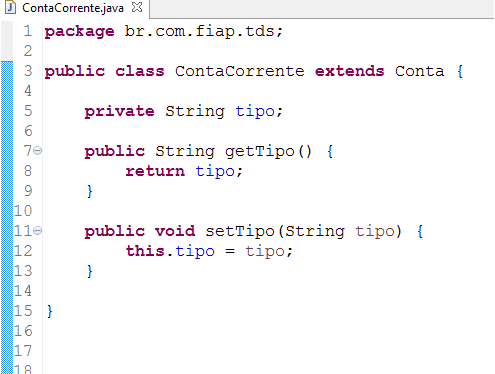 ContaCorrente.java
1 package br.com.fiap.tds;
2
3 public class ContaCorrente extends Conta {
4
5     private String tipo;
6
7     public String getTipo() {
8         return tipo;
9     }
10
11     public void setTipo(String tipo) {
12         this.tipo = tipo;
13     }
14
15 }
16
17
18